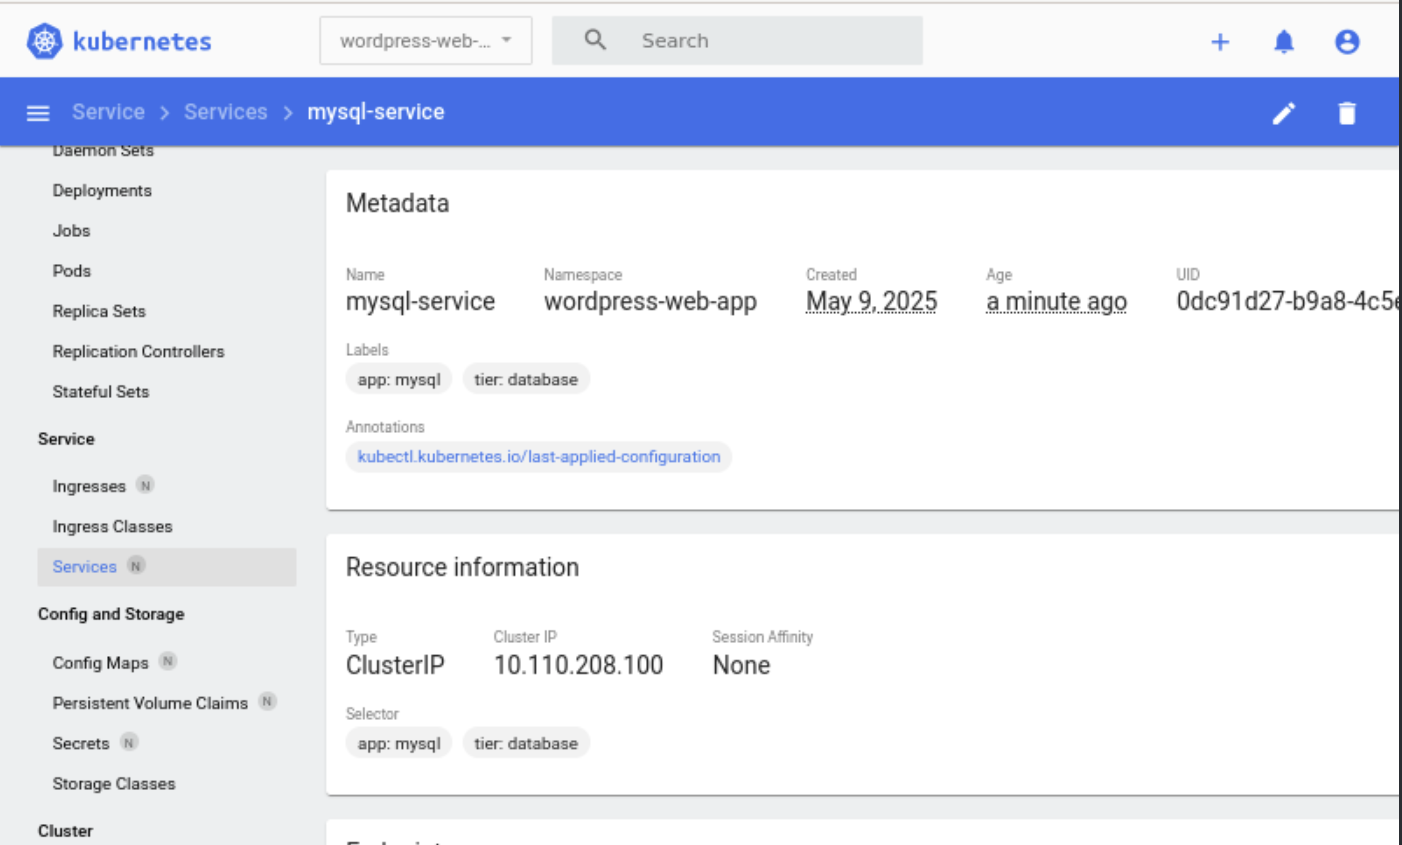 kubernetes
wordpress-web-...
Search
Service > Services > mysql-service
Daemon Sets
Deployments
Jobs
Pods
Replica Sets
Replication Controllers
Stateful Sets
Service
Ingresses N
Ingress Classes
Services N
Config and Storage
Config Maps N
Persistent Volume Claims N
Secrets N
Storage Classes
Cluster
Metadata
Name Namespace Created Age UID
mysql-service wordpress-web-app May 9, 2025 a minute ago 0dc91d27-b9a8-4c5e
Labels
app: mysql tier: database
Annotations
kubectl.kubernetes.io/last-applied-configuration
Resource information
Type Cluster IP Session Affinity
ClusterIP 10.110.208.100 None
Selector
app: mysql tier: database